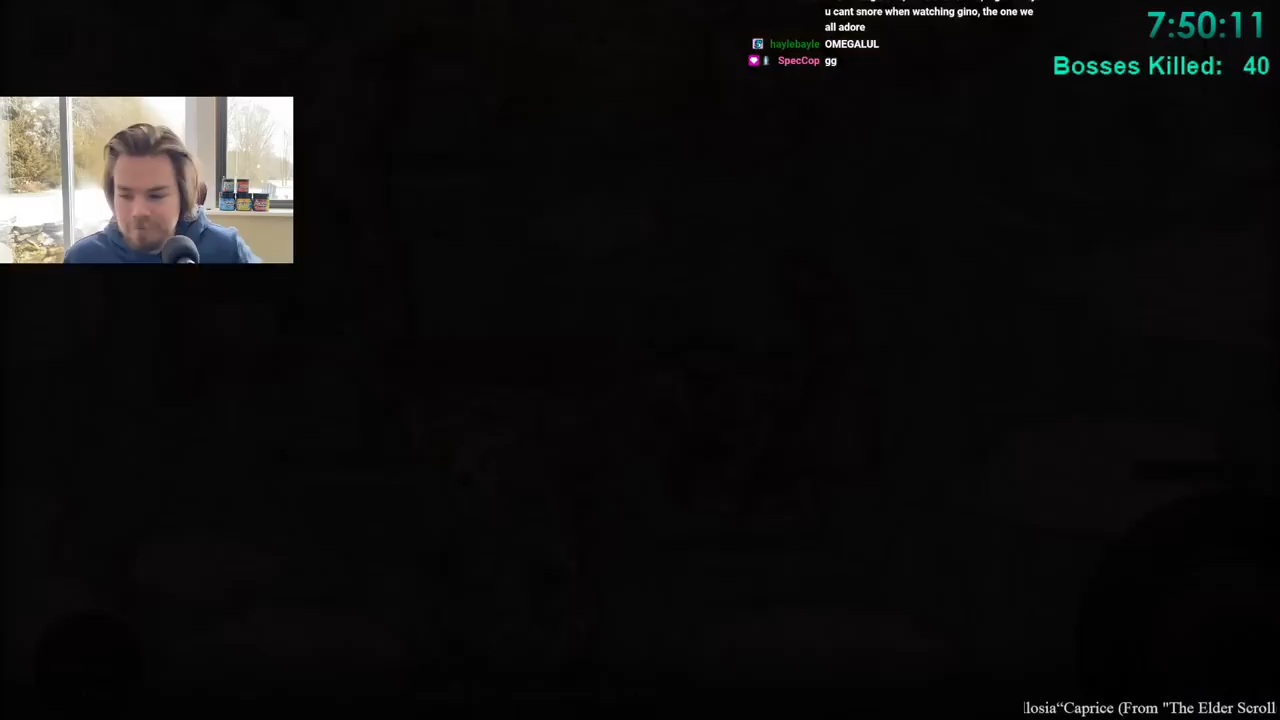 u cant snore when watching gino, the one we
all adore
haylebayle OMEGALUL
SpecCop gg
7:50:11
Bosses Killed: 40
losia“Caprice (From "The Elder Scroll